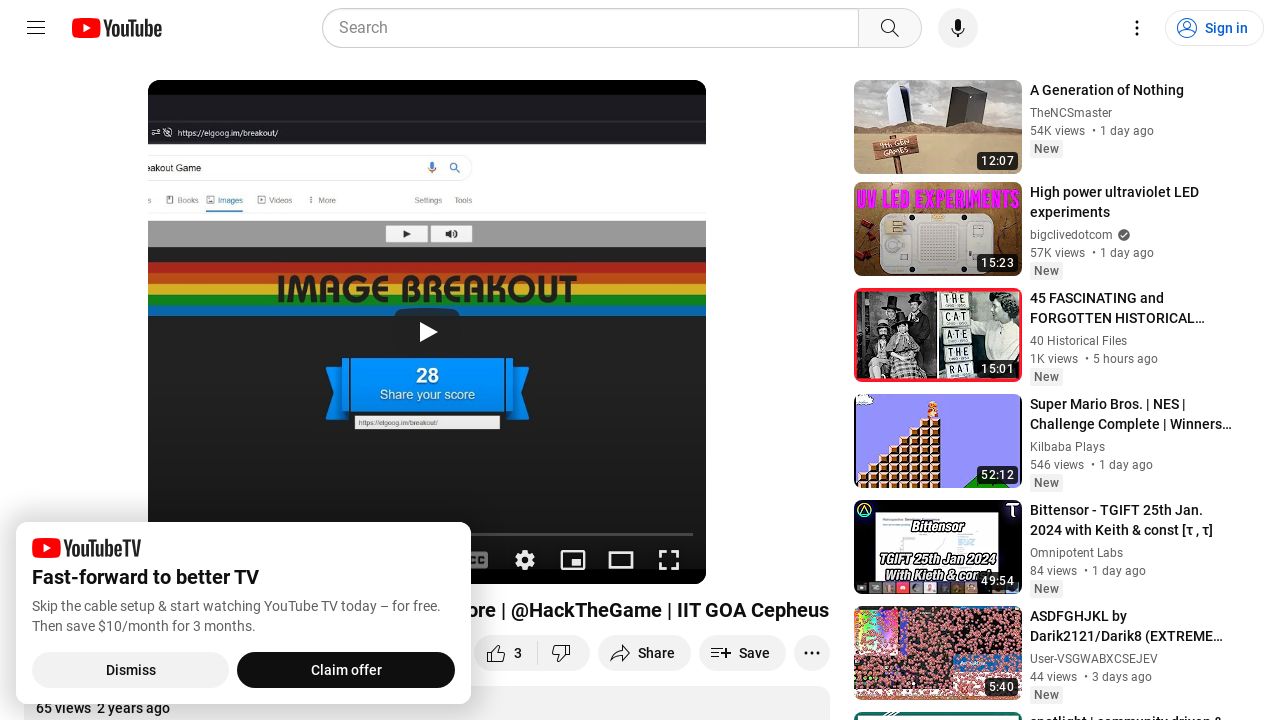 YouTube
Search
Sign in
https://elgoog.im/breakout/
eakout Game
Books
Images
Videos
More
Settings
Tools
IMAGE BREAKOUT
28
Share your score
https://elgoog.im/breakout/
YouTubeTV
Fast-forward to better TV
Skip the cable setup & start watching YouTube TV today – for free.
Then save $10/month for 3 months.
Dismiss
Claim offer
ore | @HackTheGame | IIT GOA Cepheus
3
Share
Save
65 views 2 years ago
12:07
9th GEN
GAMES
A Generation of Nothing
TheNCSmaster
54K views • 1 day ago
New
UV LED EXPERIMENTS
15:23
High power ultraviolet LED
experiments
bigclivedotcom
57K views • 1 day ago
New
THE
CAT
ATE
THE
RAT
15:01
45 FASCINATING and
FORGOTTEN HISTORICAL…
40 Historical Files
1K views • 5 hours ago
New
52:12
Super Mario Bros. | NES |
Challenge Complete | Winners…
Kilbaba Plays
546 views • 1 day ago
New
Bittensor
TGIFT 25th Jan 2024
With Kieth & const
49:54
Bittensor - TGIFT 25th Jan.
2024 with Keith & const [τ , τ]
Omnipotent Labs
84 views • 1 day ago
New
5:40
ASDFGHJKL by
Darik2121/Darik8 (EXTREME…
User-VSGWABXCSEJEV
44 views • 3 days ago
New
spotlight | community driven &